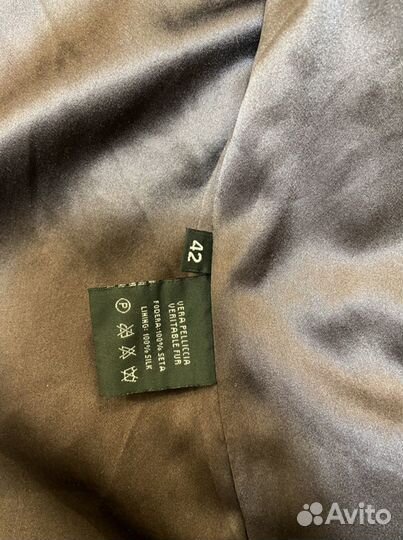 42
VERA PELLICCIA
VERITABLE FUR
FODERA: 100% SETA
LINING: 100% SILK
P
Avito